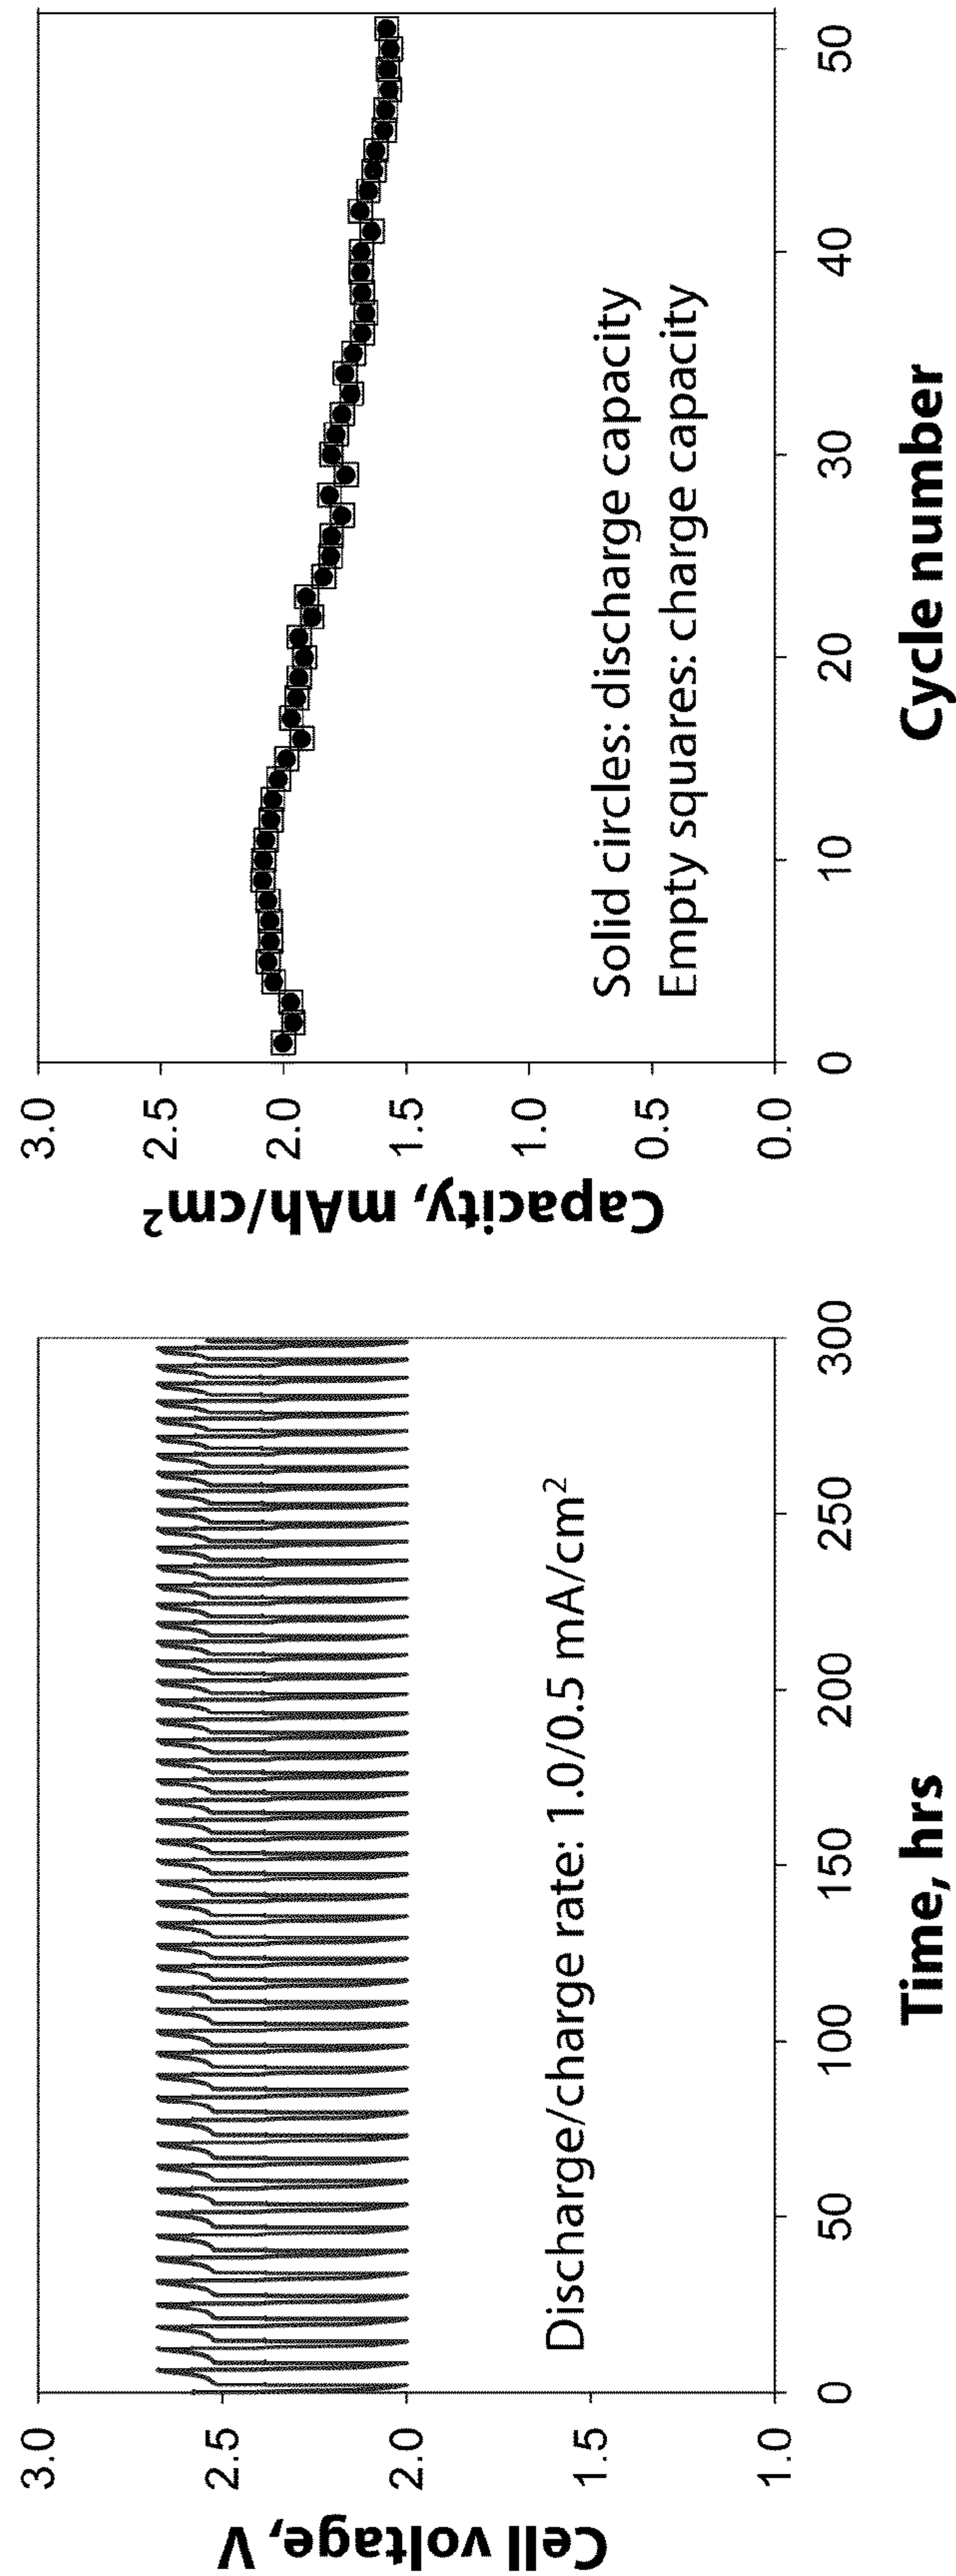 Cell voltage, V
3.0
2.5
2.0
1.5
1.0
Discharge/charge rate: 1.0/0.5 mA/cm²
0 50 100 150 200 250 300
Time, hrs
Capacity, mAh/cm²
3.0
2.5
2.0
1.5
1.0
0.5
0.0
Solid circles: discharge capacity
Empty squares: charge capacity
0 10 20 30 40 50
Cycle number